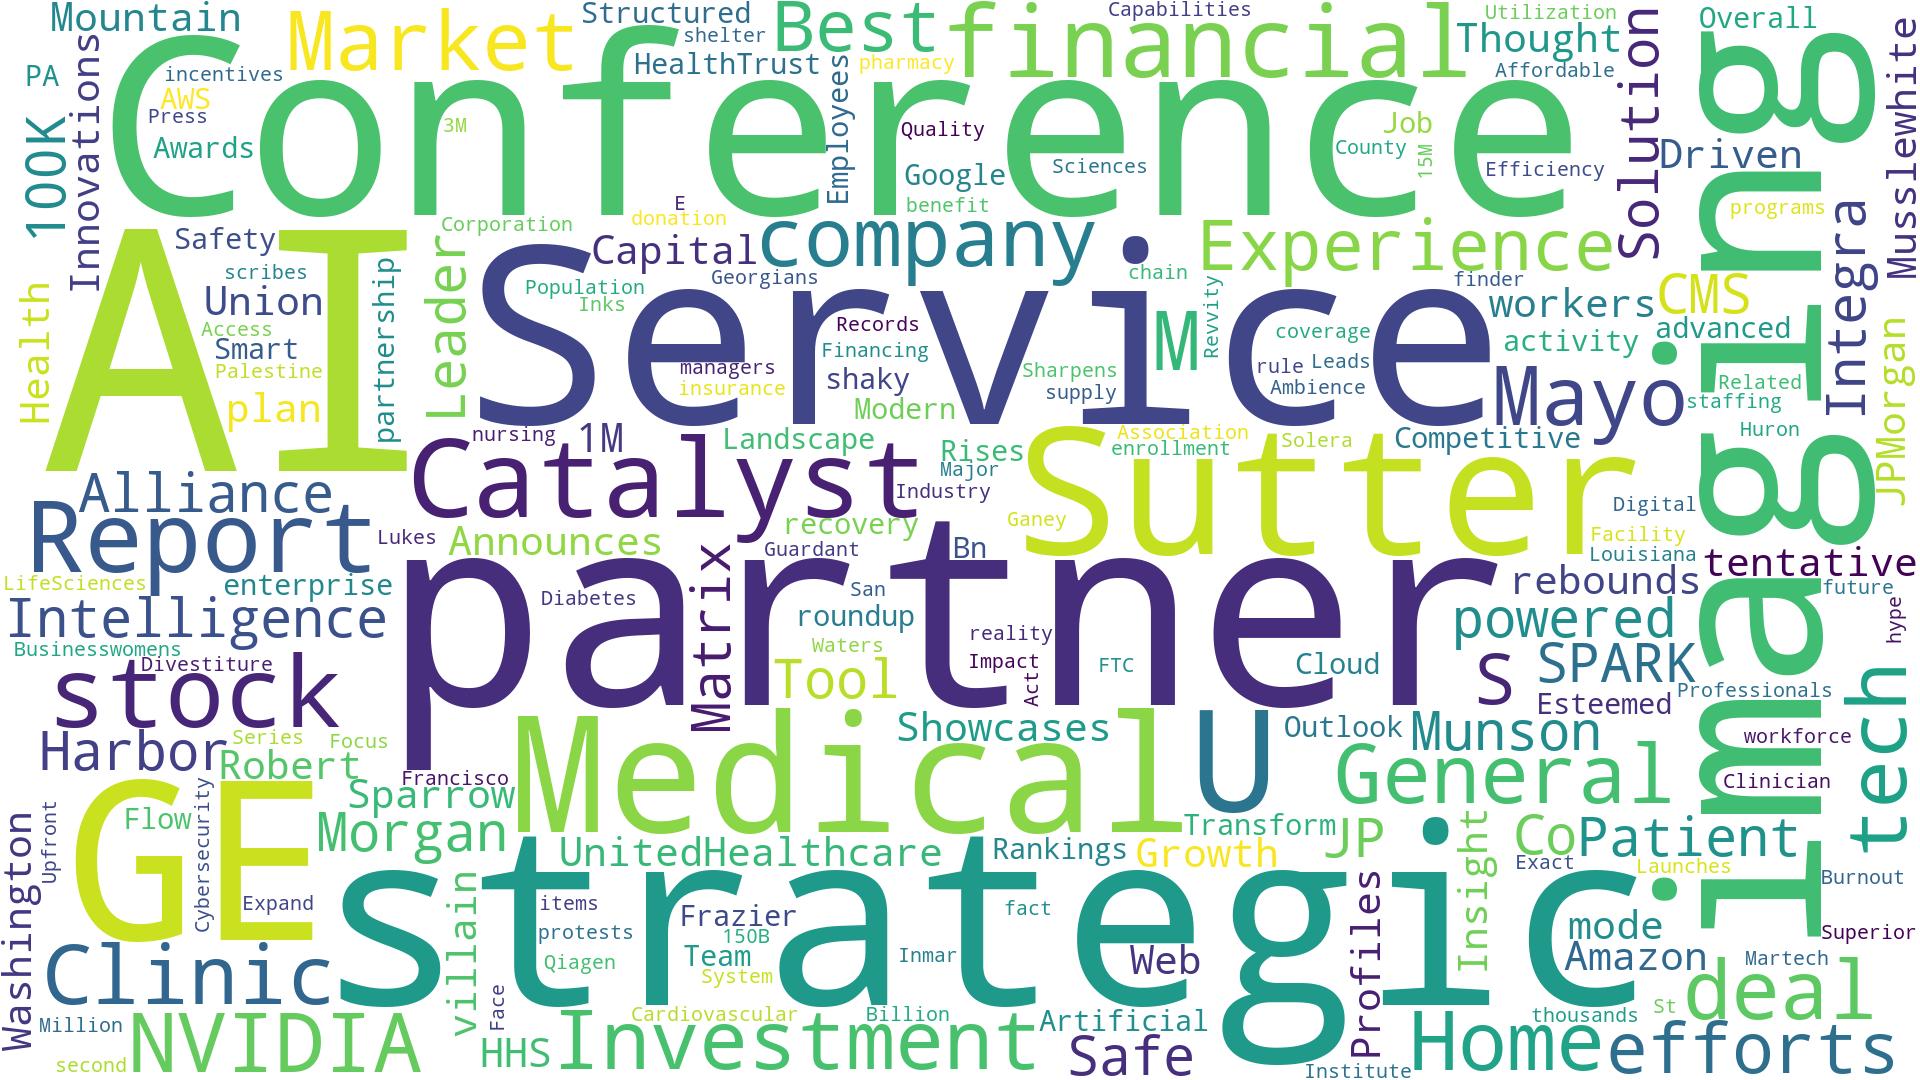 Mountain
Market
Structured
shelter
Best
financial
Capabilities
Utilization
Thought
Overall
PA
incentives
AWS
Press
Awards
Innovations
100K
Conference
3M
HealthTrust
Employees
pharmacy
Quality
Google
benefit
Sciences
Affordable
Job
County
15M
Efficiency
Solution
Driven
programs
Imaging
Musslewhite
Integra
Safety
scribes
Union
Access
Smart
Palestine
plan
Health
AI
partnership
Leader
Corporation
E
donation
Capital
company
Georgians
Population
Inks
Service
Experience
chain
Revvity
M
finder
workers
CMS
activity
advanced
coverage
rule
Leads
Ambience
Records
Financing
managers
insurance
shaky
Modern
Sharpens
supply
Mayo
Related
staffing
Huron
JPMorgan
nursing
1M
Landscape
Rises
Major
Industry
Association
enrollment
Solera
Competitive
Catalyst
Sutter
Alliance
Report
Lukes
Announces
recovery
Guardant
Bn
Ganey
Digital
Facility
Louisiana
tentative
future
hype
LifeSciences
enterprise
Intelligence
Businesswomens
Divestiture
partner
Diabetes
Matrix
San
roundup
Waters
reality
Impact
Act
FTC
Cloud
rebounds
powered
S
SPARK
Esteemed
Professionals
stock
Tool
Harbor
Series
Focus
Robert
Francisco
Sparrow
Medical
Showcases
U
Outlook
Munson
General
workforce
Clinician
tech
Washington
Upfront
GE
Flow
Cybersecurity
Expand
Morgan
UnitedHealthcare
Rankings
Transform
Growth
JP
Insight
Co
Patient
Exact
Launches
Burnout
Superior
villain
strategic
items
protests
Qiagen
Frazier
150B
Team
System
fact
Inmar
Web
Profiles
mode
Amazon
Martech
Clinic
Face
deal
Million
second
NVIDIA
HHS
Cardiovascular
Billion
Investment
Artificial
Safe
Institute
Home
thousands
St
efforts